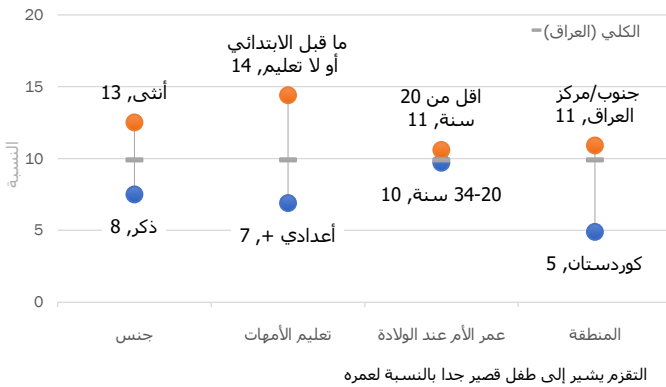 20
15
10
5
0
النسبة
الكلي (العراق)
أنثى, 13
ذكر, 8
ما قبل الابتدائي
أو لا تعليم, 14
أعدادي +, 7
اقل من 20
سنة, 11
20-34 سنة, 10
جنوب/مركز
العراق, 11
كوردستان, 5
جنس
تعليم الأمهات
عمر الأم عند الولادة
المنطقة
التقزم يشير إلى طفل قصير جدا بالنسبة لعمره